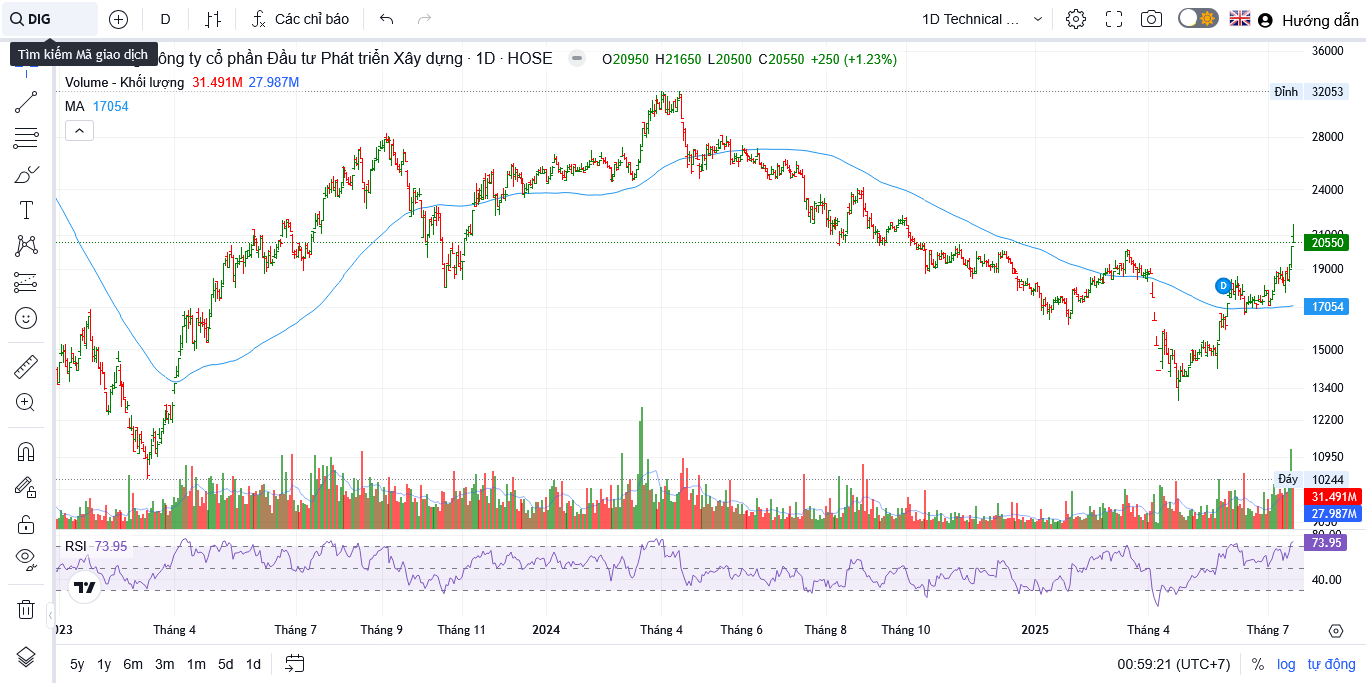 DIG
D
Các chỉ báo
1D Technical ...
Hướng dẫn
Tìm kiếm Mã giao dịch
ông ty cổ phần Đầu tư Phát triển Xây dựng · 1D · HOSE
O20950 H21650 L20500 C20550 +250 (+1.23%)
Volume - Khối lượng 31.491M 27.987M
MA 17054
36000
Đỉnh 32053
28000
24000
20550
19000
17054
15000
13400
12200
10950
Đáy 10244
31.491M
27.987M
RSI 73.95
73.95
40.00
D
Tháng 4
Tháng 7
Tháng 9
Tháng 11
2024
Tháng 4
Tháng 6
Tháng 8
Tháng 10
2025
Tháng 4
Tháng 7
5y 1y 6m 3m 1m 5d 1d
00:59:21 (UTC+7)
% log tự động